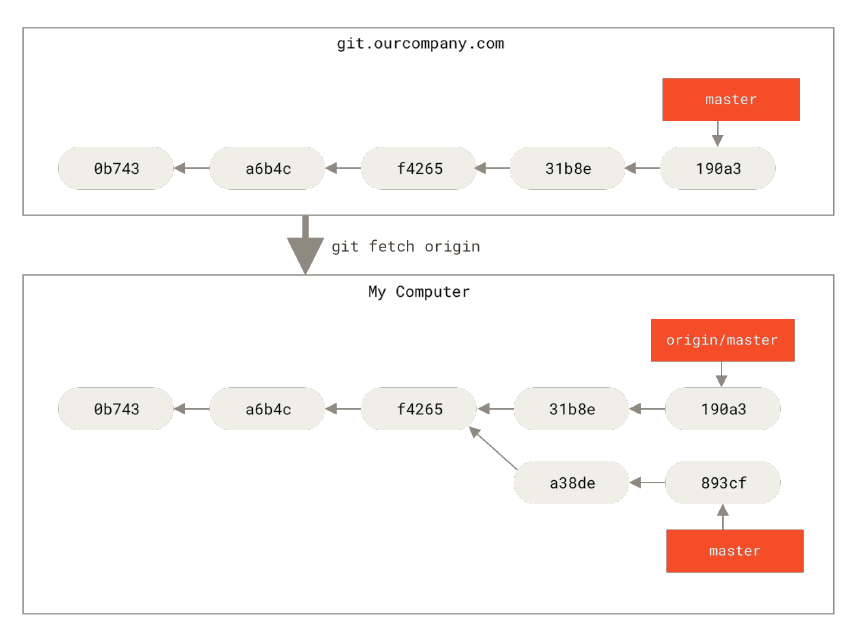 git.ourcompany.com
master
0b743
a6b4c
f4265
31b8e
190a3
git fetch origin
My Computer
origin/master
0b743
a6b4c
f4265
31b8e
190a3
a38de
893cf
master